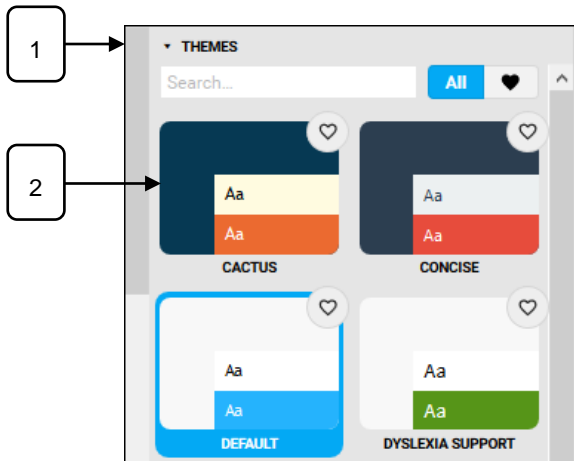 1
THEMES
Search...
All
2
Aa
Aa
Aa
Aa
CACTUS
CONCISE
Aa
Aa
Aa
Aa
DEFAULT
DYSLEXIA SUPPORT